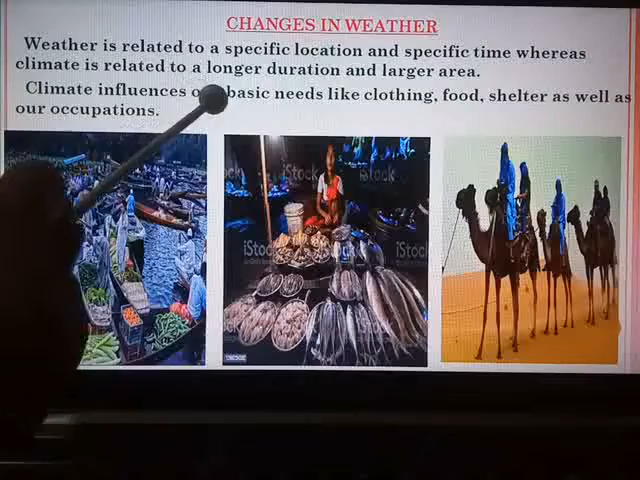 CHANGES IN WEATHER
Weather is related to a specific location and specific time whereas
climate is related to a longer duration and larger area.
Climate influences o basic needs like clothing, food, shelter as well as
our occupations.
iStock
iStock
iStock
iStock
iStock